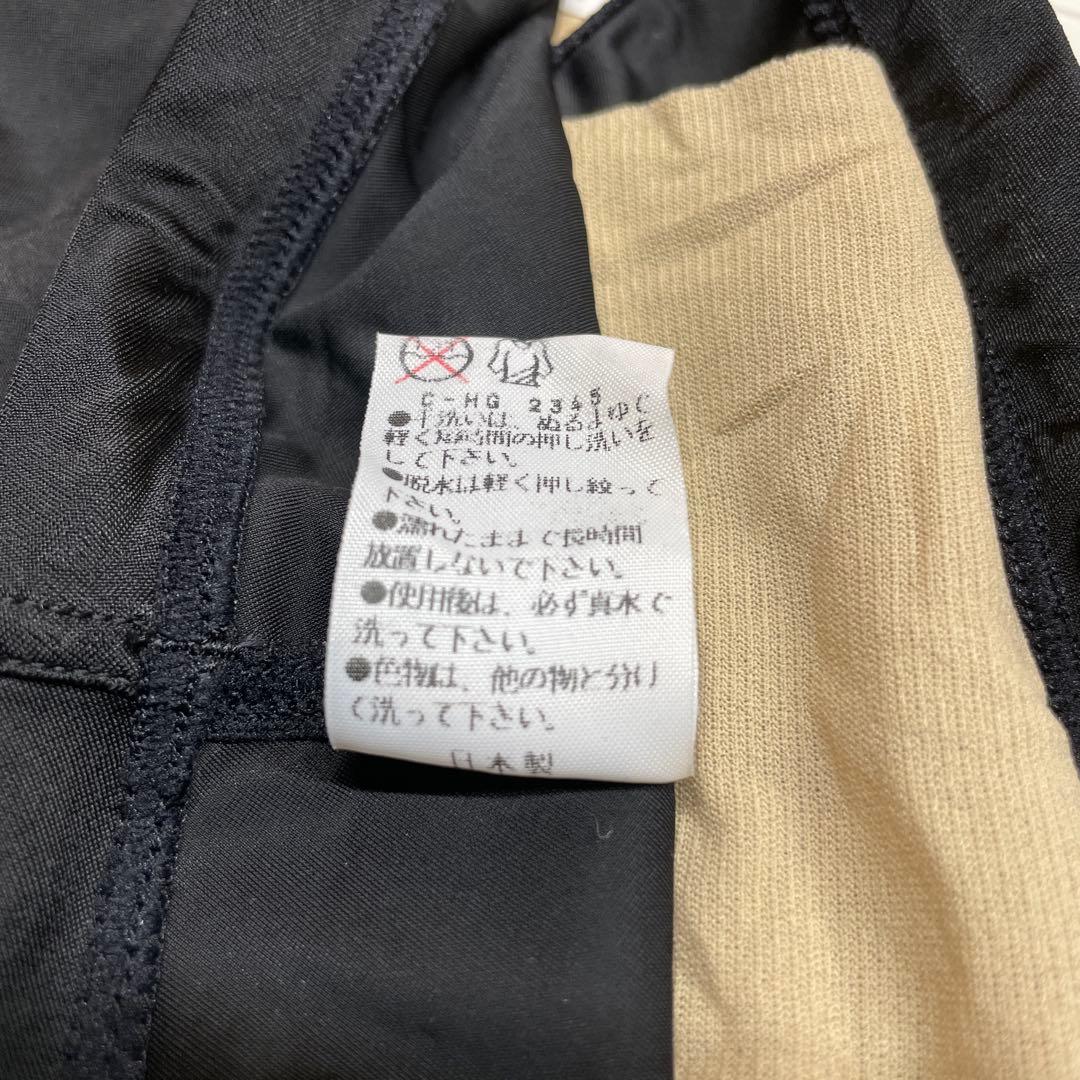 C-HG 2345
●手洗いは、ぬるまゆで
軽く短時間の押し洗いを
して下さい。
●脱水は軽く押し絞って
下さい。
●濡れたままで長時間
放置しないで下さい。
●使用後は、必ず真水で
洗って下さい。
●色物は、他の物と分け
て洗って下さい。
日本製